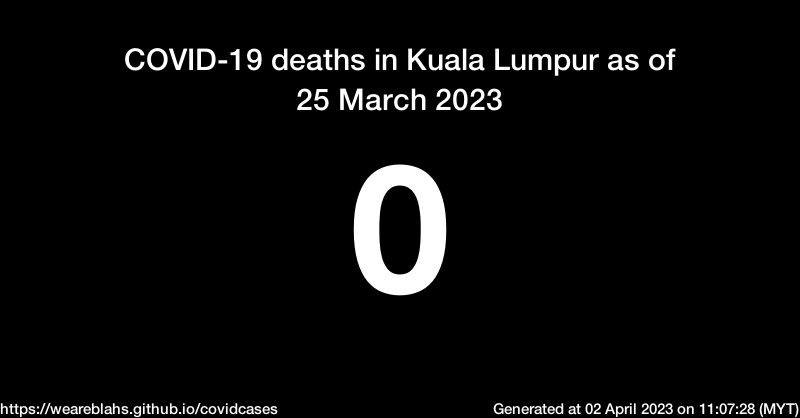 COVID-19 deaths in Kuala Lumpur as of
25 March 2023
0
https://weareblahs.github.io/covidcases
Generated at 02 April 2023 on 11:07:28 (MYT)